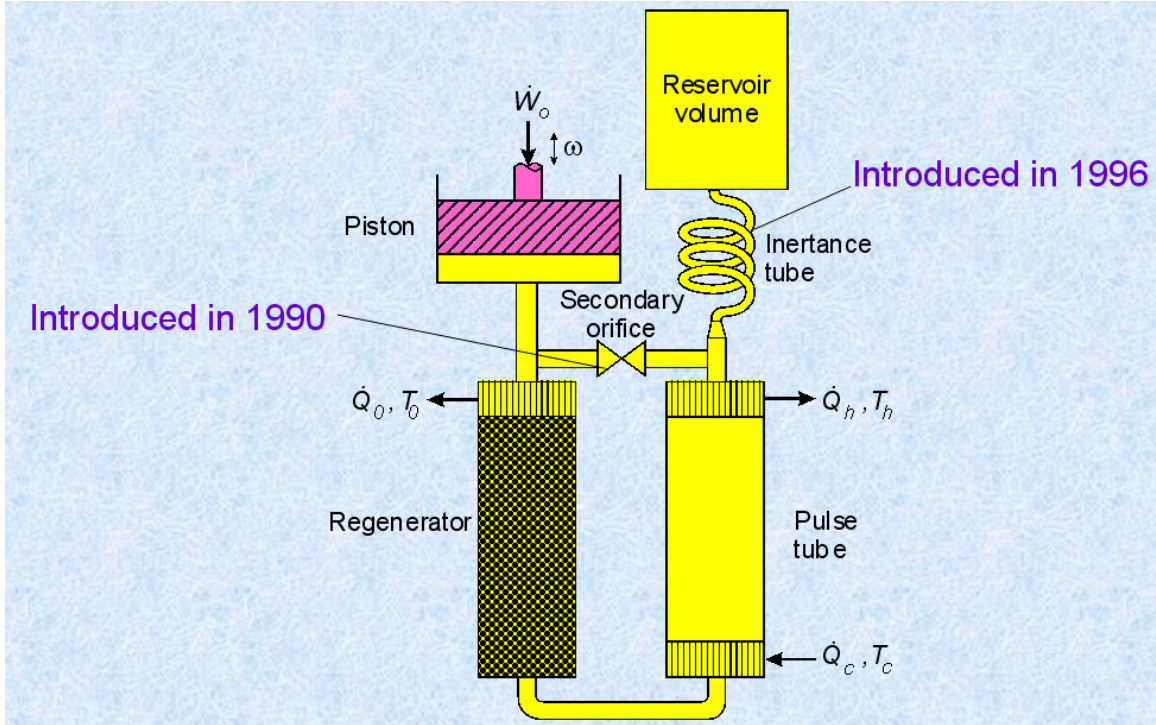 Reservoir
volume
Ẇo
ω
Introduced in 1996
Piston
Inertance
tube
Secondary
orifice
Introduced in 1990
Q̇0 , T0
Q̇h , Th
Regenerator
Pulse
tube
Q̇c , Tc